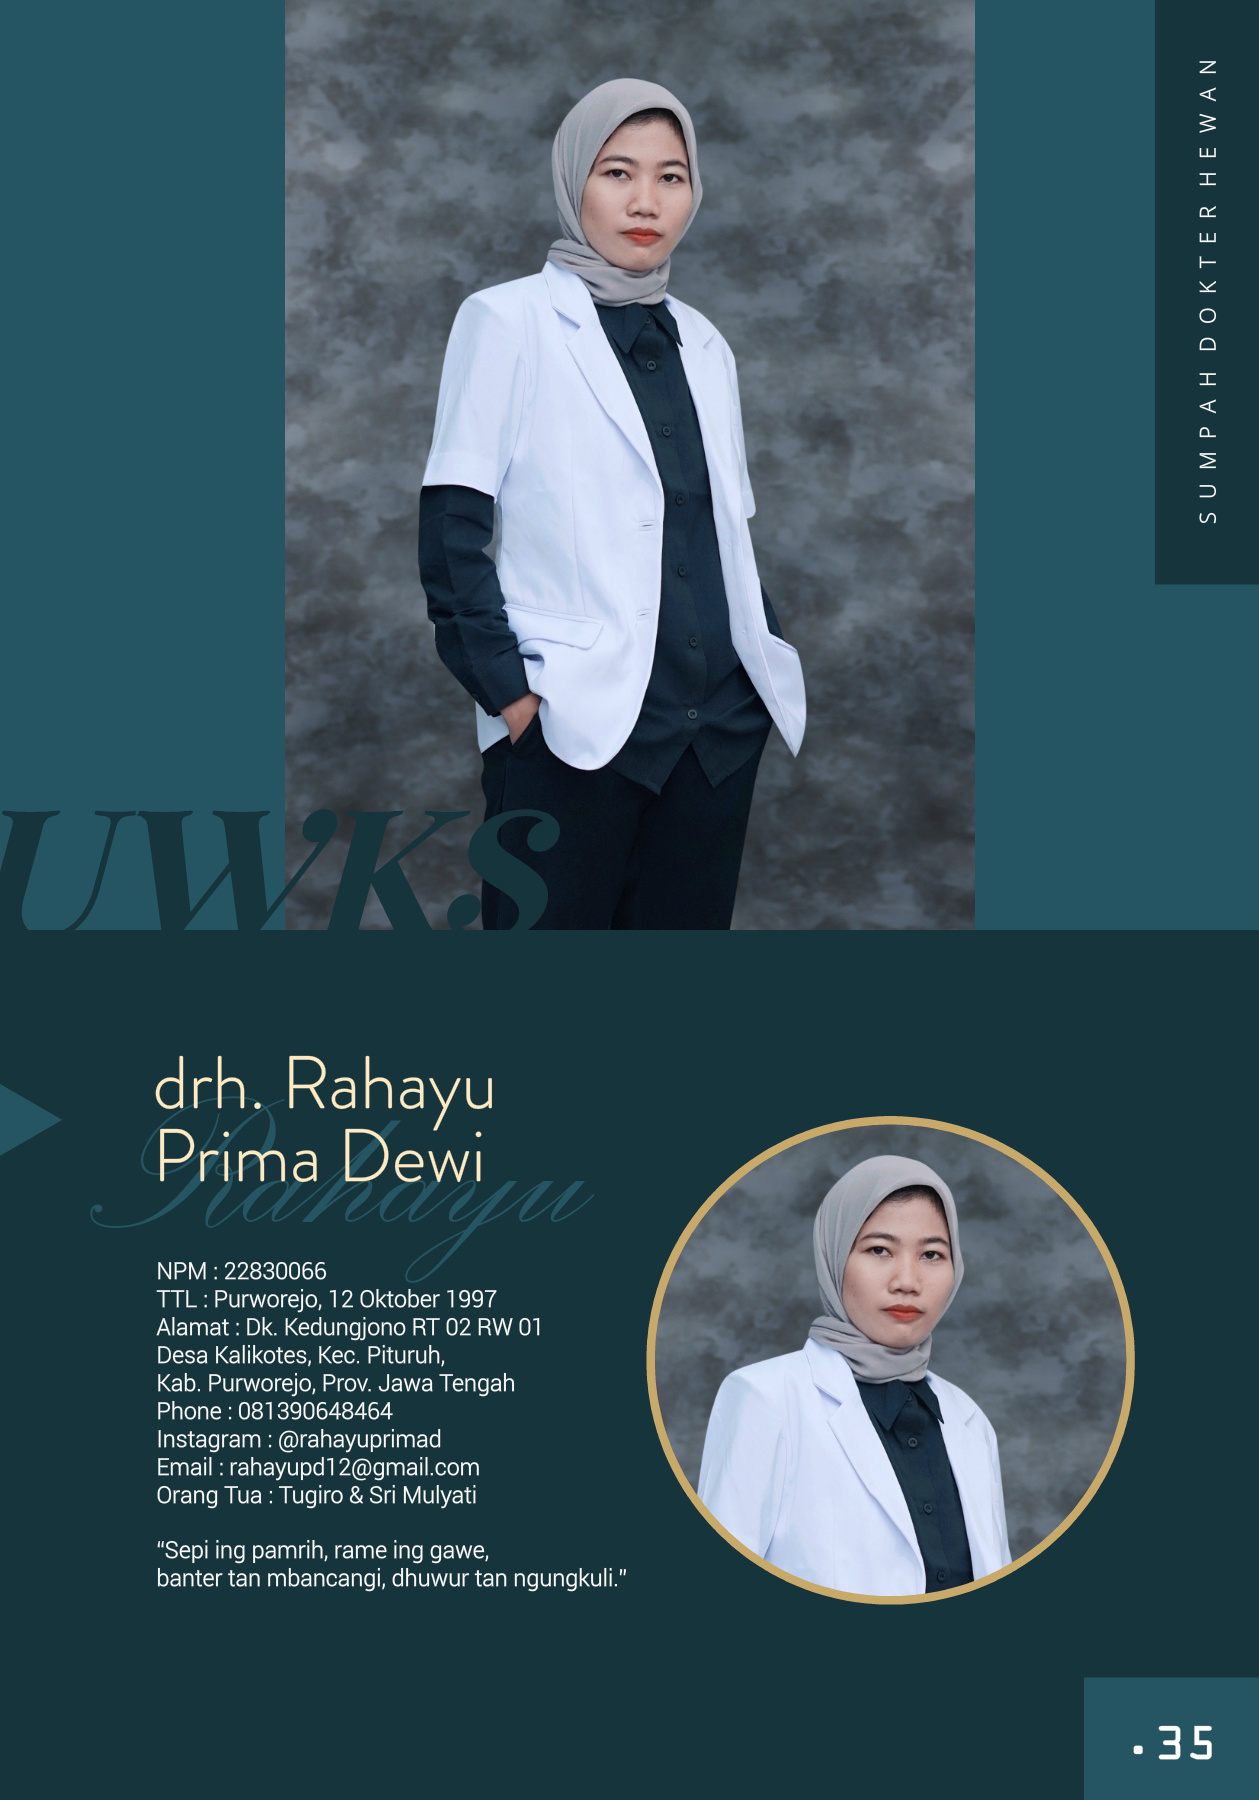 SUMPAH DOKTER HEWAN
UWKS
drh. Rahayu
Prima Dewi
Rahayu
NPM : 22830066
TTL : Purworejo, 12 Oktober 1997
Alamat : Dk. Kedungjono RT 02 RW 01
Desa Kalikotes, Kec. Pituruh,
Kab. Purworejo, Prov. Jawa Tengah
Phone : 081390648464
Instagram : @rahayuprimad
Email : rahayupd12@gmail.com
Orang Tua : Tugiro & Sri Mulyati
“Sepi ing pamrih, rame ing gawe,
banter tan mbancangi, dhuwur tan ngungkuli.”
.35